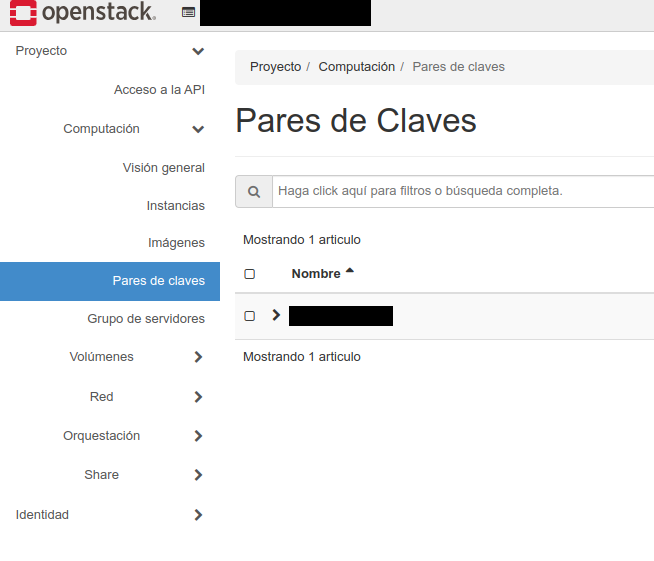 openstack.
Proyecto
Acceso a la API
Computación
Visión general
Instancias
Imágenes
Pares de claves
Grupo de servidores
Volúmenes
Red
Orquestación
Share
Identidad
Proyecto / Computación / Pares de claves
Pares de Claves
Haga click aquí para filtros o búsqueda completa.
Mostrando 1 articulo
Nombre
Mostrando 1 articulo